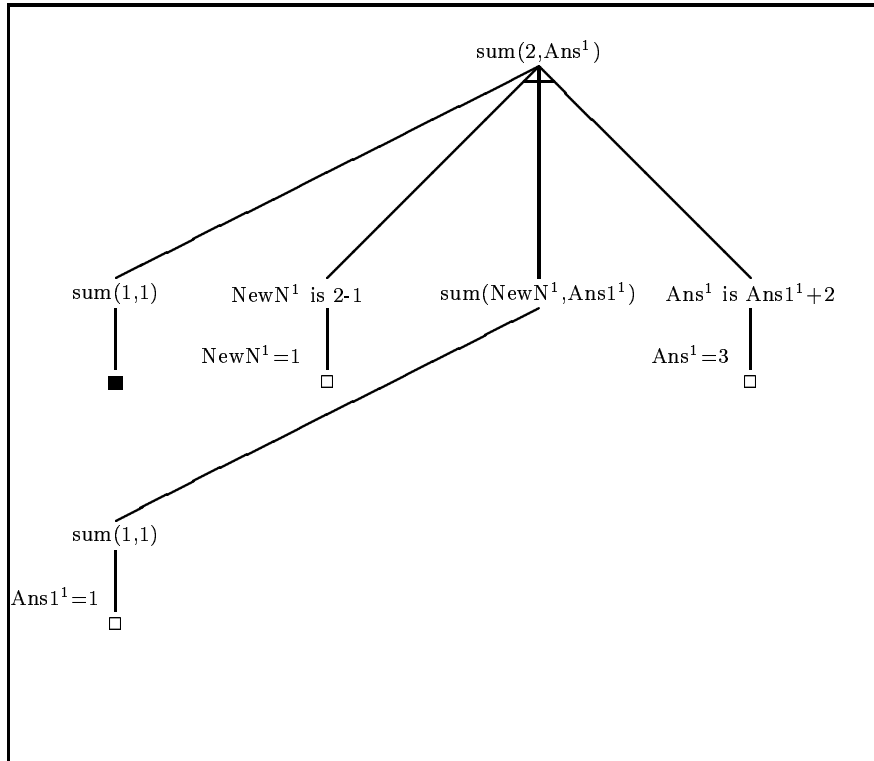 sum(2,Ans¹)
sum(1,1)
NewN¹ is 2-1
sum(NewN¹,Ans1¹)
Ans¹ is Ans1¹+2
NewN¹=1
Ans¹=3
sum(1,1)
Ans1¹=1